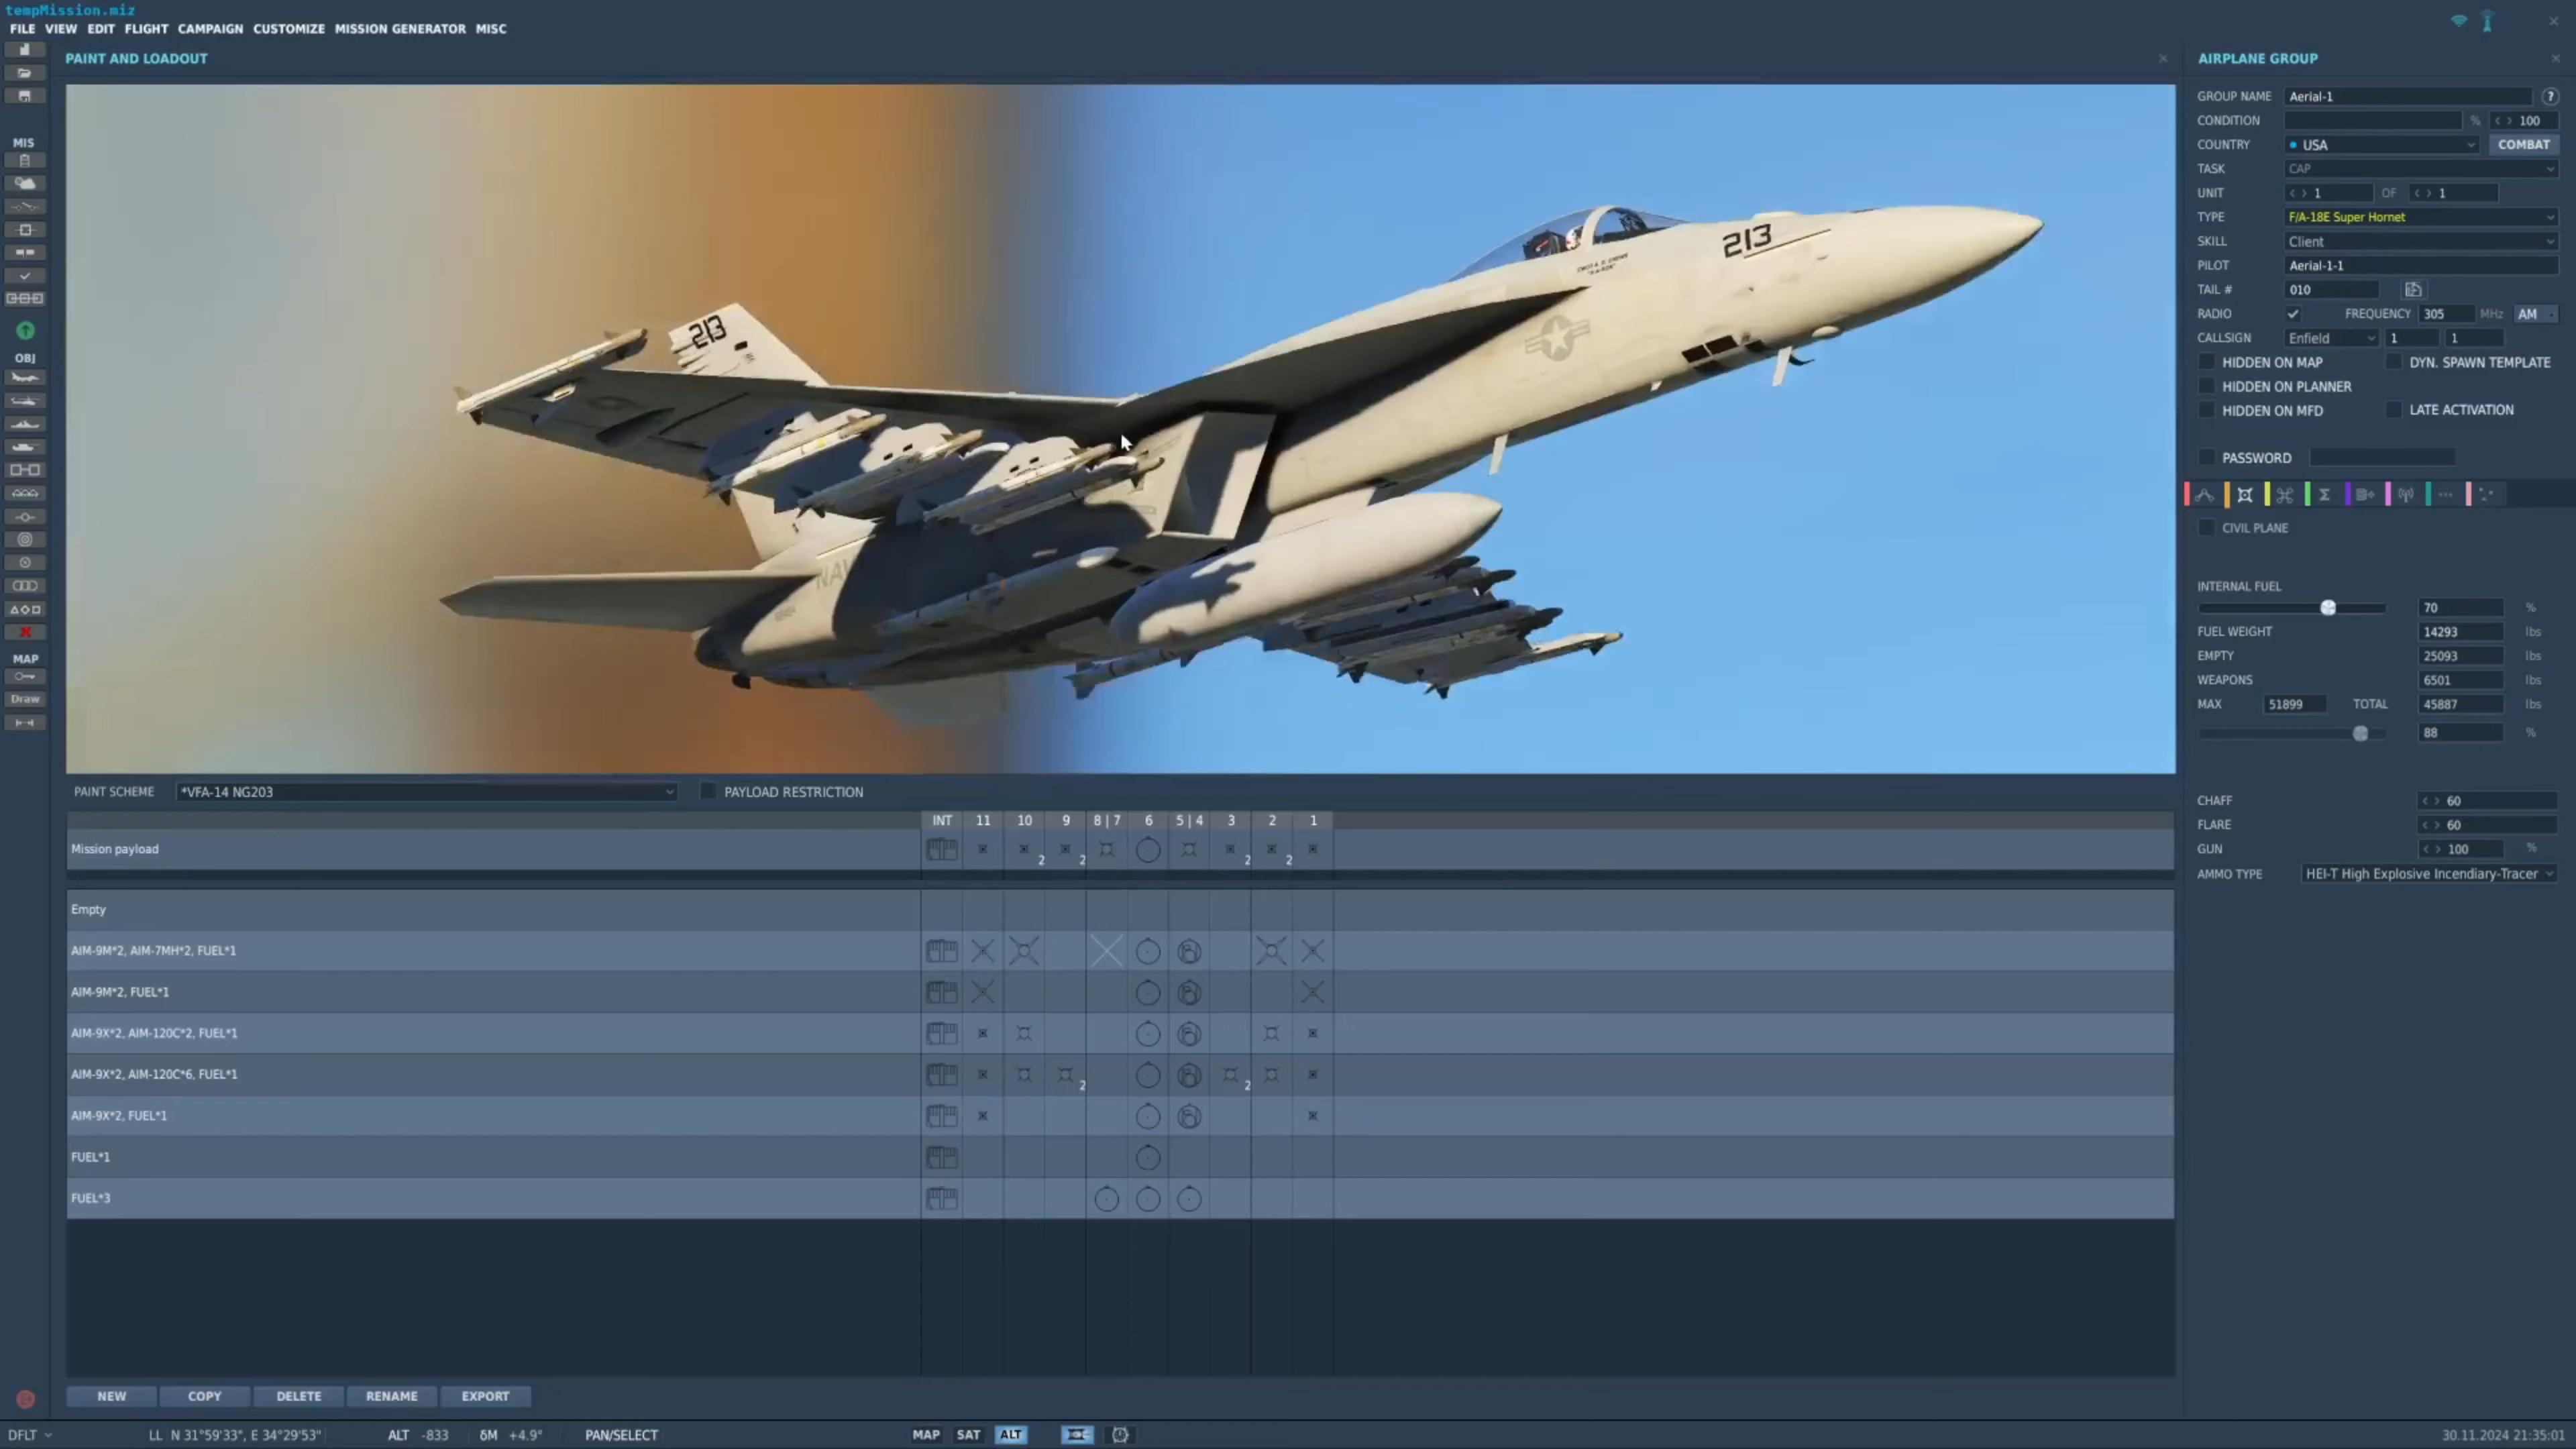 tempMission.miz
FILE VIEW EDIT FLIGHT CAMPAIGN CUSTOMIZE MISSION GENERATOR MISC
PAINT AND LOADOUT
213
213
NAV
MIS
OBJ
MAP
Draw
PAINT SCHEME *VFA-14 NG203 PAYLOAD RESTRICTION
INT 11 10 9 8|7 6 5|4 3 2 1
Mission payload 2 2 2 2
Empty
AIM-9M*2, AIM-7MH*2, FUEL*1
AIM-9M*2, FUEL*1
AIM-9X*2, AIM-120C*2, FUEL*1
AIM-9X*2, AIM-120C*6, FUEL*1 2 2
AIM-9X*2, FUEL*1
FUEL*1
FUEL*3
NEW COPY DELETE RENAME EXPORT
AIRPLANE GROUP
GROUP NAME Aerial-1 ?
CONDITION % < > 100
COUNTRY USA COMBAT
TASK CAP
UNIT < > 1 OF < > 1
TYPE F/A-18E Super Hornet
SKILL Client
PILOT Aerial-1-1
TAIL # 010
RADIO FREQUENCY 305 MHz AM
CALLSIGN Enfield 1 1
HIDDEN ON MAP DYN. SPAWN TEMPLATE
HIDDEN ON PLANNER
HIDDEN ON MFD LATE ACTIVATION
PASSWORD
CIVIL PLANE
INTERNAL FUEL
70 %
FUEL WEIGHT 14293 lbs
EMPTY 25093 lbs
WEAPONS 6501 lbs
MAX 51899 TOTAL 45887 lbs
88 %
CHAFF < > 60
FLARE < > 60
GUN < > 100 %
AMMO TYPE HEI-T High Explosive Incendiary-Tracer
DFLT LL N 31°59'33", E 34°29'53" ALT -833 δM +4.9° PAN/SELECT MAP SAT ALT 30.11.2024 21:35:01